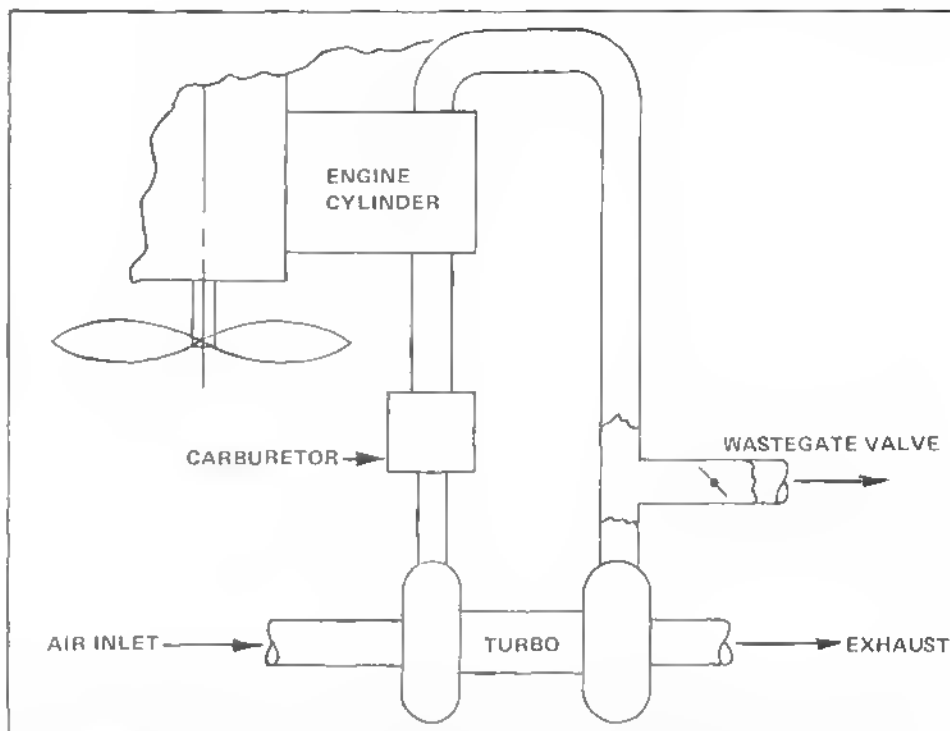 ENGINE
CYLINDER
CARBURETOR
WASTEGATE VALVE
AIR INLET
TURBO
EXHAUST